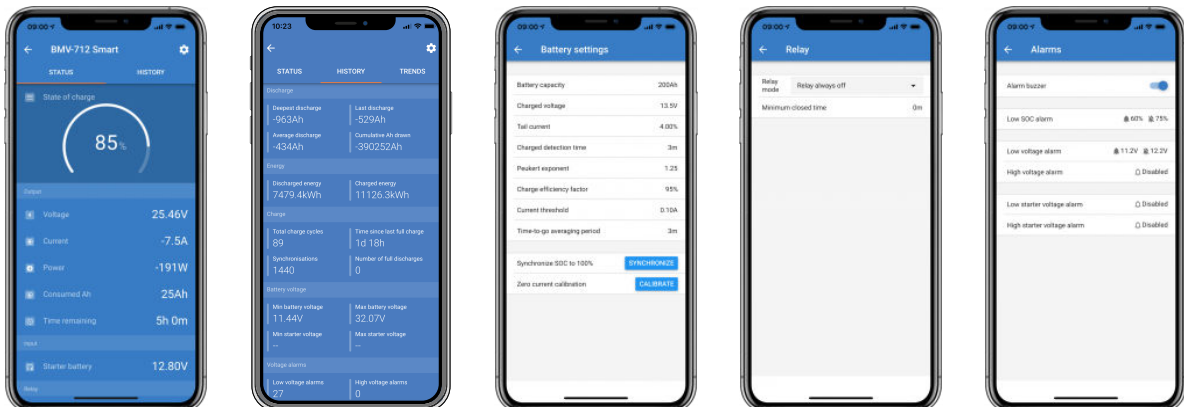 09:00
BMV-712 Smart
STATUS HISTORY
State of charge
85%
Output
Voltage 25.46V
Current -7.5A
Power -191W
Consumed Ah 25Ah
Time remaining 5h 0m
Input
Starter battery 12.80V
Relay
10:23
STATUS HISTORY TRENDS
Discharge
Deepest discharge Last discharge
-963Ah -529Ah
Average discharge Cumulative Ah drawn
-434Ah -390252Ah
Energy
Discharged energy Charged energy
7479.4kWh 11126.3kWh
Charge
Total charge cycles Time since last full charge
89 1d 18h
Synchronisations Number of full discharges
1440 0
Battery voltage
Min battery voltage Max battery voltage
11.44V 32.07V
Min starter voltage Max starter voltage
-- --
Voltage alarms
Low voltage alarms High voltage alarms
27 0
09:00
Battery settings
Battery capacity 200Ah
Charged voltage 13.5V
Tail current 4.00%
Charged detection time 3m
Peukert exponent 1.25
Charge efficiency factor 95%
Current threshold 0.10A
Time-to-go averaging period 3m
Synchronize SOC to 100% SYNCHRONIZE
Zero current calibration CALIBRATE
09:00
Relay
Relay mode Relay always off
Minimum closed time 0m
09:00
Alarms
Alarm buzzer
Low SOC alarm 60% 75%
Low voltage alarm 11.2V 12.2V
High voltage alarm Disabled
Low starter voltage alarm Disabled
High starter voltage alarm Disabled